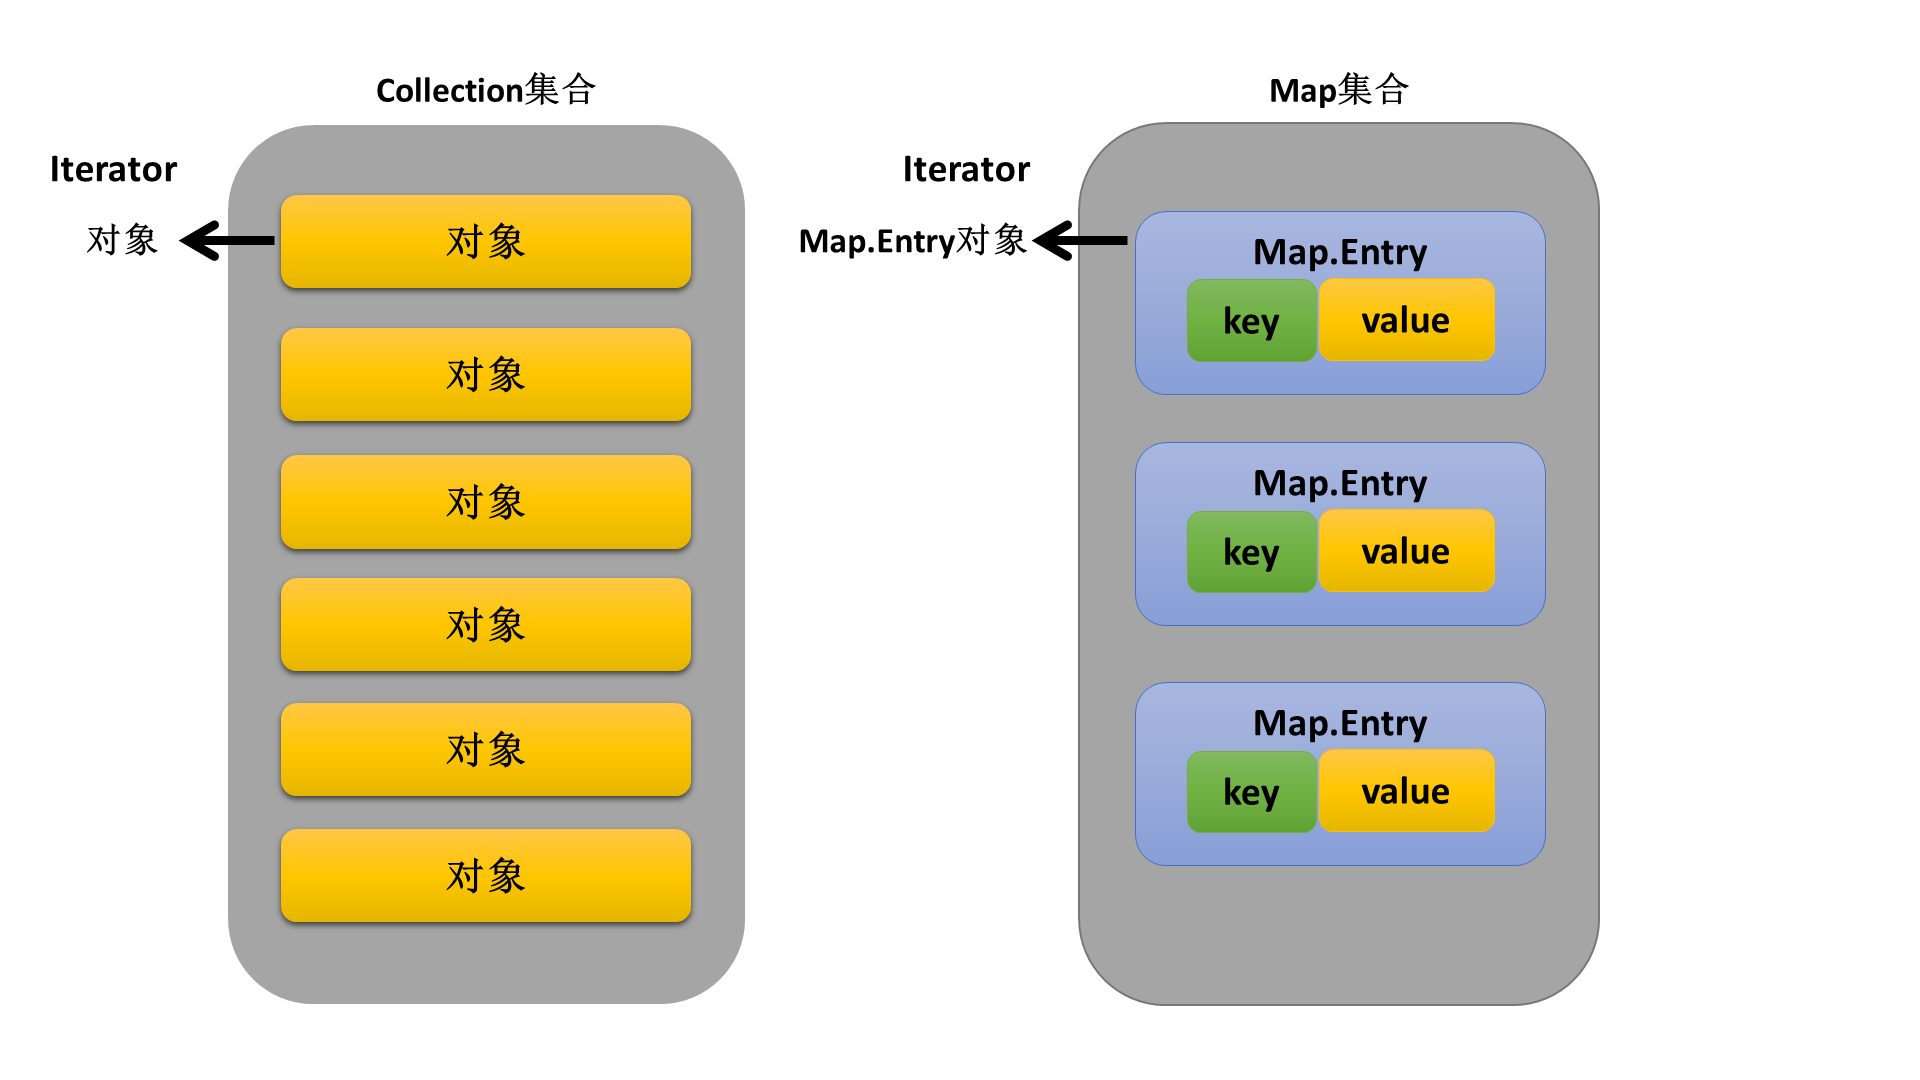 Collection集合
Iterator
对象
对象
对象
对象
对象
对象
对象
Map集合
Iterator
Map.Entry对象
Map.Entry
key value
Map.Entry
key value
Map.Entry
key value